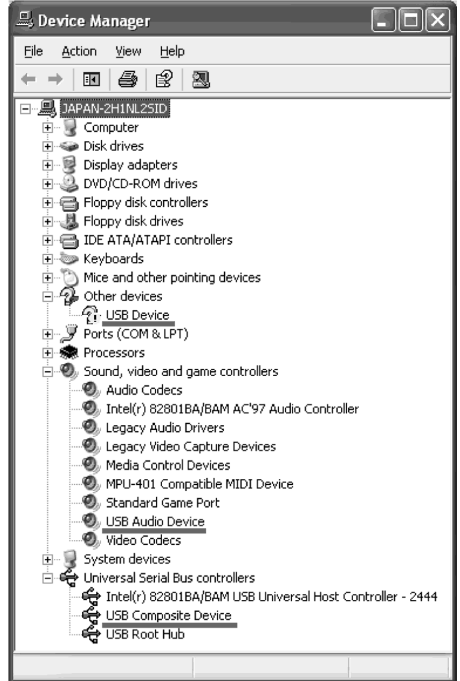 Device Manager
File Action View Help
JAPAN-2H1NL2SID
Computer
Disk drives
Display adapters
DVD/CD-ROM drives
Floppy disk controllers
Floppy disk drives
IDE ATA/ATAPI controllers
Keyboards
Mice and other pointing devices
Other devices
USB Device
Ports (COM & LPT)
Processors
Sound, video and game controllers
Audio Codecs
Intel(r) 82801BA/BAM AC'97 Audio Controller
Legacy Audio Drivers
Legacy Video Capture Devices
Media Control Devices
MPU-401 Compatible MIDI Device
Standard Game Port
USB Audio Device
Video Codecs
System devices
Universal Serial Bus controllers
Intel(r) 82801BA/BAM USB Universal Host Controller - 2444
USB Composite Device
USB Root Hub